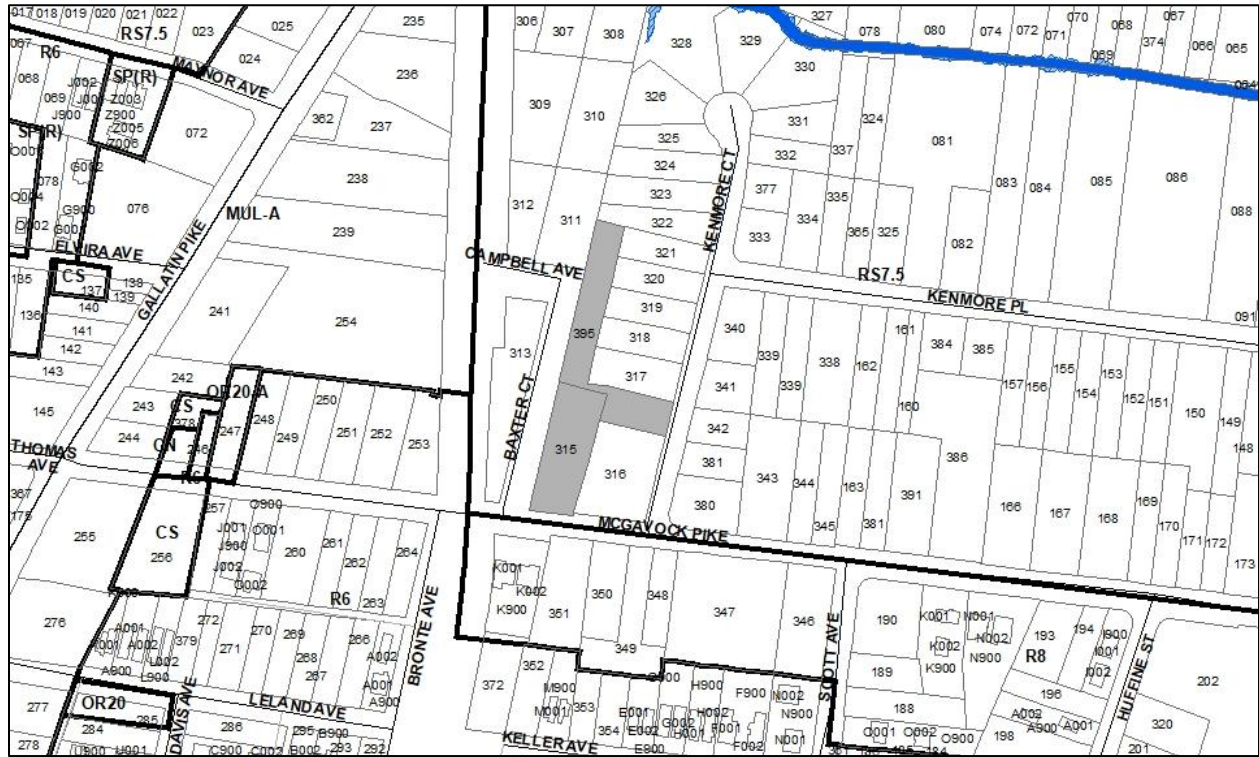 017 018 019 020 021 022
RS7.5
023
025
024
235
306
307
308
328
329
327
078
080
074
072
071
070
069
068
067
374
066
065
067
R6
MAYNOR AVE
068
069
J002
SP(R)
Z003
J900
Z900
Z005
Z006
072
236
362
237
309
310
326
330
331
324
081
325
332
337
324
323
322
SP(R)
O001
078
G002
076
238
239
MUL-A
GALLATIN PIKE
312
311
KENMORE CT
377
334
335
365
325
333
083
084
085
086
088
082
G900
ELVIRA AVE
CAMPBELL AVE
321
320
319
318
317
RS7.5
KENMORE PL
091
CS
137
138
139
135
136
140
141
142
143
145
241
254
395
313
BAXTER CT
340
341
339
339
338
162
161
160
384
385
157
156
155
154
153
152
151
150
149
148
242
243
244
CS
378
OR20-A
CN
246
247
248
249
250
251
252
253
315
316
342
381
380
343
344
345
163
381
391
386
166
167
168
169
170
171
172
173
THOMAS AVE
367
255
CS
256
257
J001
J900
J002
O900
O001
O002
260
261
262
263
264
R6
BRONTE AVE
MCGAVOCK PIKE
K001
K002
K900
351
350
349
348
347
346
SCOTT AVE
190
189
188
K001
K002
K900
N001
N002
N900
193
194
R8
I900
I001
I002
196
198
HUFFINE ST
202
276
277
278
A001
A002
A900
L002
L900
379
272
271
270
269
268
267
266
A002
A001
A900
OR20
284
285
DAVIS AVE
LELAND AVE
286
295
B900
C900
C002
B002
293
292
372
352
M900
M001
353
354
E001
E002
E900
G002
H900
H002
H001
F900
F001
F002
N002
N900
N001
KELLER AVE
O001
O002
O900
A002
A900
A001
320
201